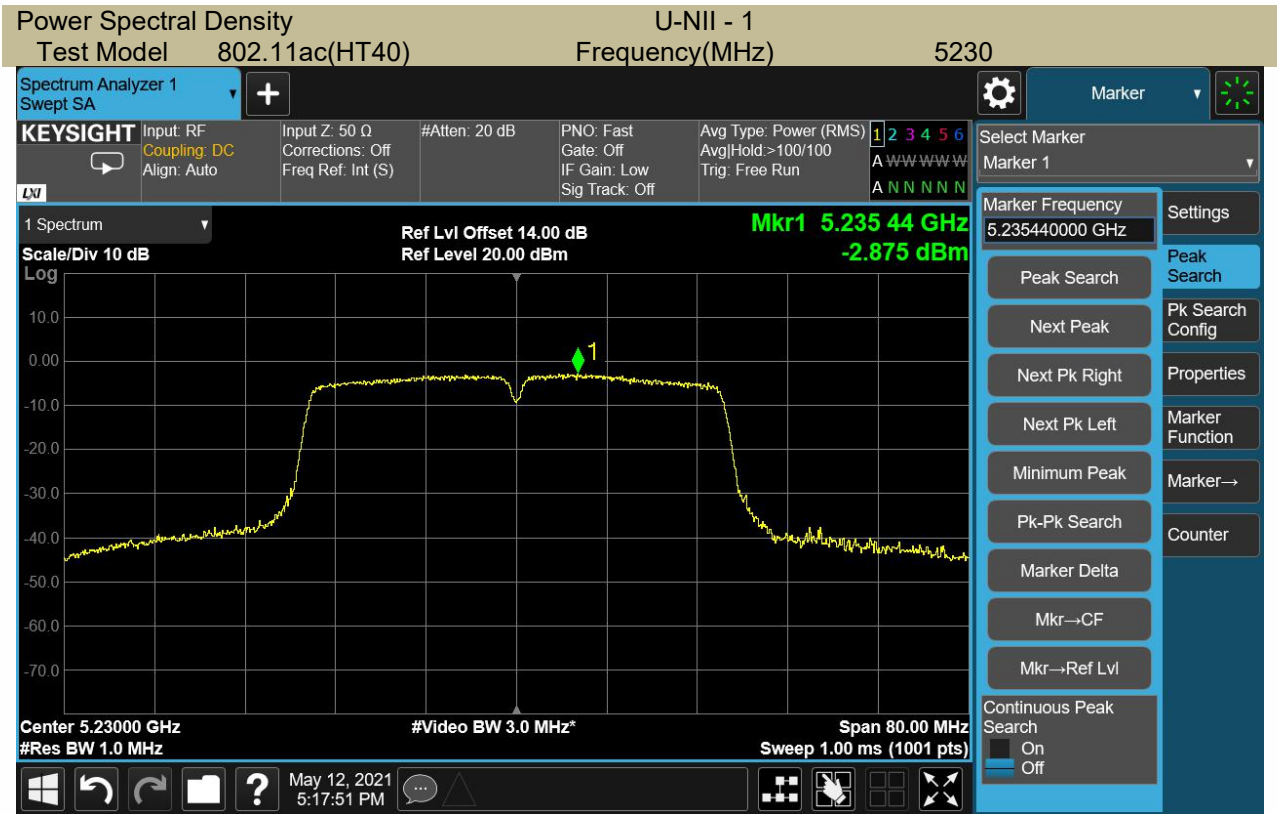 Power Spectral Density U-NII - 1
Test Model 802.11ac(HT40) Frequency(MHz) 5230
Spectrum Analyzer 1
Swept SA
+
Marker
KEYSIGHT
LXI
Input: RF
Coupling: DC
Align: Auto
Input Z: 50 Ω
Corrections: Off
Freq Ref: Int (S)
#Atten: 20 dB
PNO: Fast
Gate: Off
IF Gain: Low
Sig Track: Off
Avg Type: Power (RMS)
Avg|Hold:>100/100
Trig: Free Run
1 2 3 4 5 6
A W W W W W
A N N N N N
Select Marker
Marker 1
1 Spectrum
Scale/Div 10 dB
Ref Lvl Offset 14.00 dB
Ref Level 20.00 dBm
Mkr1 5.235 44 GHz
-2.875 dBm
Log
10.0
0.00
-10.0
-20.0
-30.0
-40.0
-50.0
-60.0
-70.0
1
Center 5.23000 GHz
#Res BW 1.0 MHz
#Video BW 3.0 MHz*
Span 80.00 MHz
Sweep 1.00 ms (1001 pts)
Marker Frequency
5.235440000 GHz
Peak Search
Next Peak
Next Pk Right
Next Pk Left
Minimum Peak
Pk-Pk Search
Marker Delta
Mkr→CF
Mkr→Ref Lvl
Continuous Peak
Search
On
Off
Settings
Peak
Search
Pk Search
Config
Properties
Marker
Function
Marker→
Counter
?
May 12, 2021
5:17:51 PM